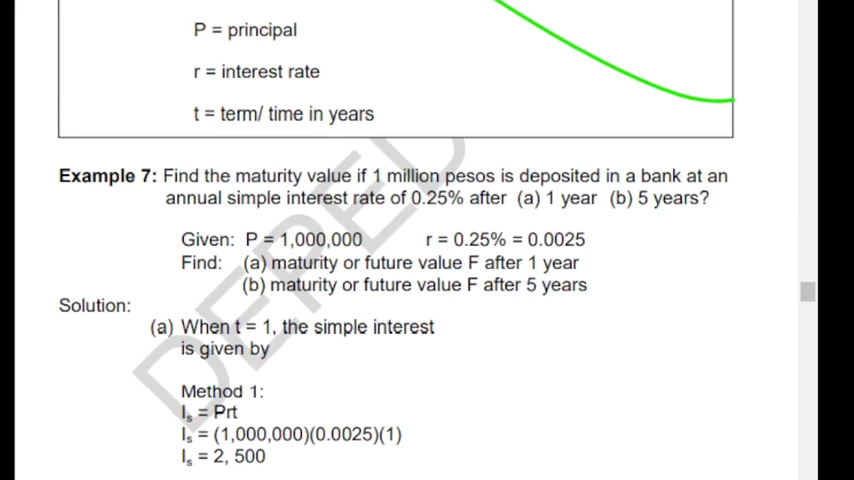 P = principal
r = interest rate
t = term/ time in years
Example 7: Find the maturity value if 1 million pesos is deposited in a bank at an
annual simple interest rate of 0.25% after (a) 1 year (b) 5 years?
Given: P = 1,000,000 r = 0.25% = 0.0025
Find: (a) maturity or future value F after 1 year
(b) maturity or future value F after 5 years
Solution:
(a) When t = 1, the simple interest
is given by
Method 1:
Is = Prt
Is = (1,000,000)(0.0025)(1)
Is = 2, 500
DEPED